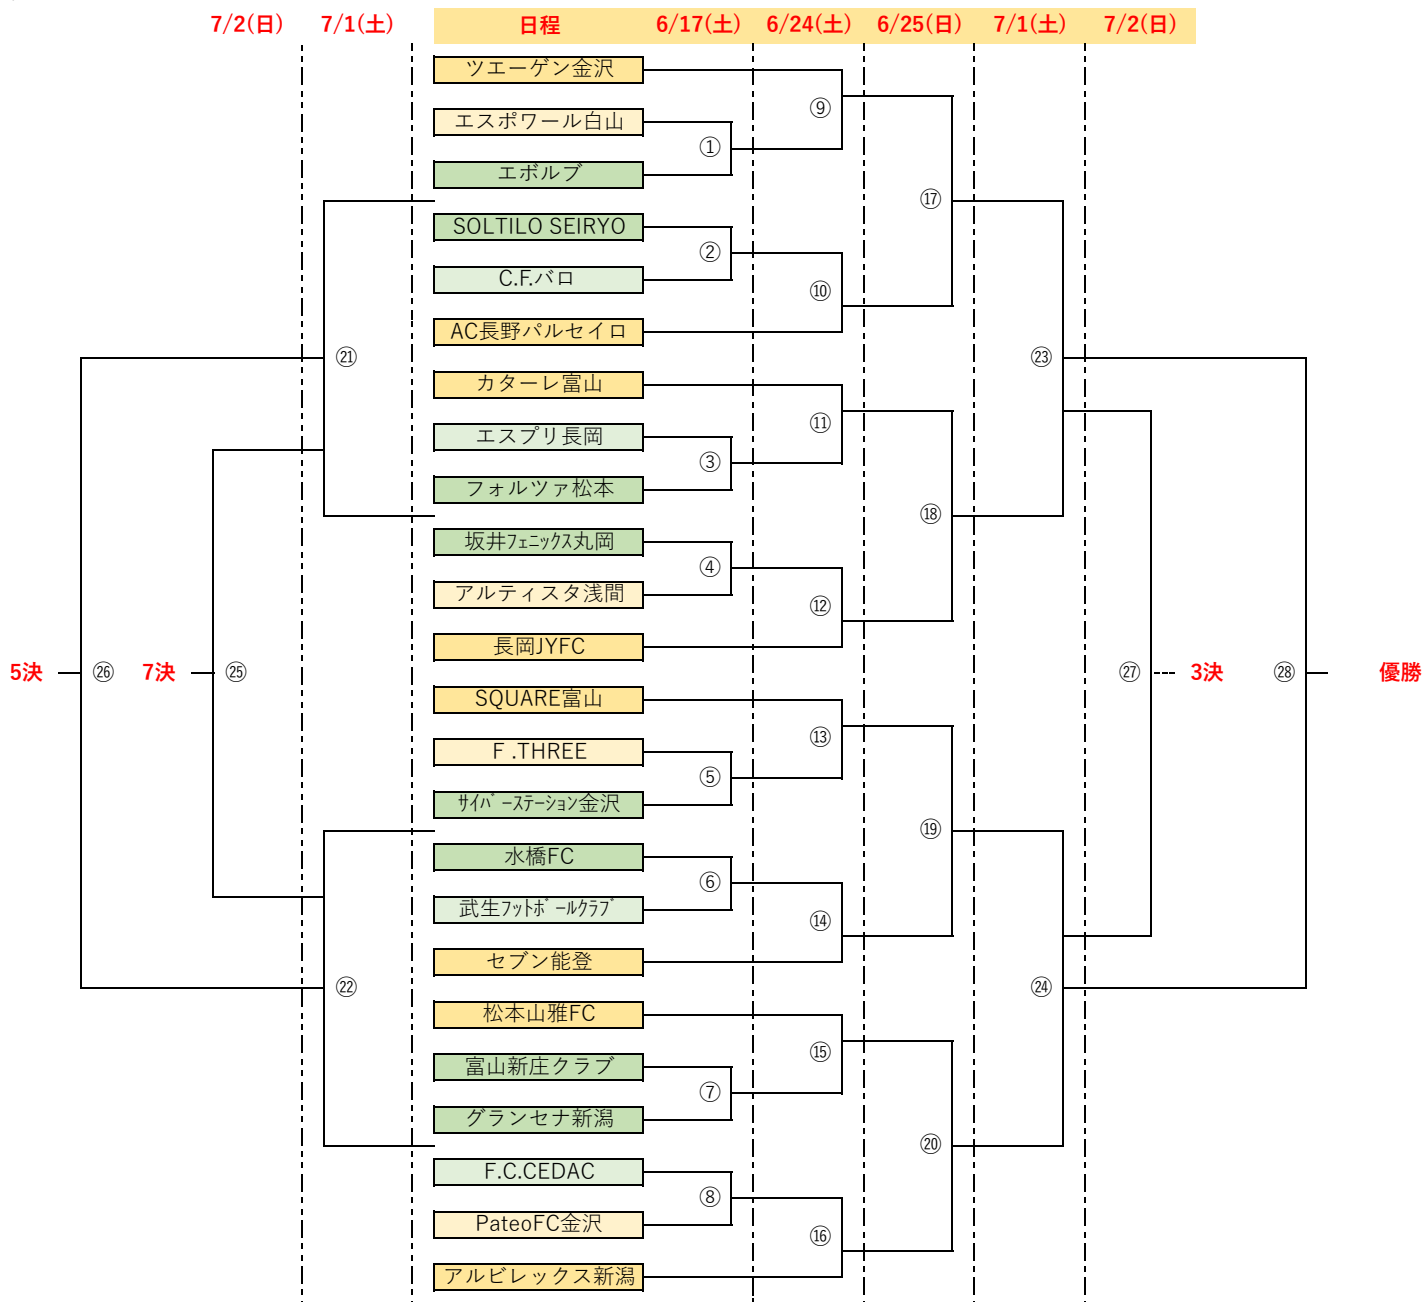 7/2(日) 7/1(土) 日程 6/17(土) 6/24(土) 6/25(日) 7/1(土) 7/2(日)
ツエーゲン金沢
⑨
エスポワール白山
①
エボルブ
⑰
SOLTILO SEIRYO
②
C.F.バロ
⑩
AC長野パルセイロ
㉑ ㉓
カターレ富山
⑪
エスプリ長岡
③
フォルツァ松本
⑱
坂井フェニックス丸岡
④
アルティスタ浅間
⑫
長岡JYFC
5決 ㉖ 7決 ㉕ ㉗ 3決 ㉘ 優勝
SQUARE富山
⑬
F.THREE
⑤
サイバーステーション金沢
⑲
水橋FC
⑥
武生フットボールクラブ
⑭
セブン能登
㉒ ㉔
松本山雅FC
⑮
富山新庄クラブ
⑦
グランセナ新潟
⑳
F.C.CEDAC
⑧
PateoFC金沢
⑯
アルビレックス新潟